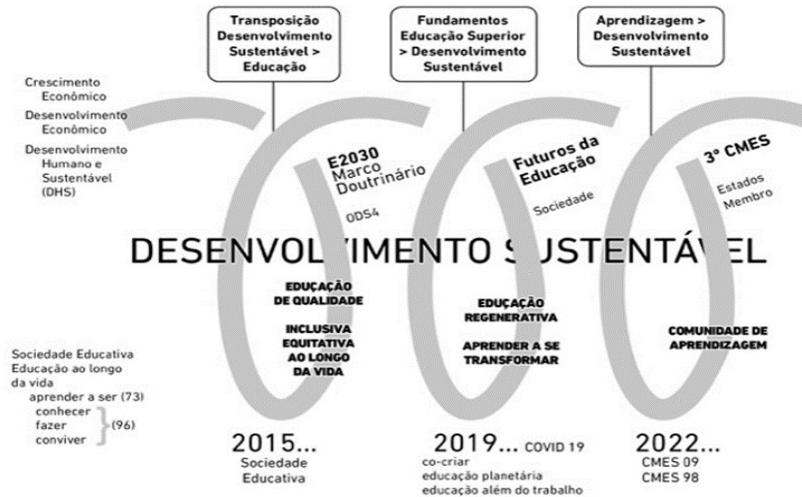 Transposição
Desenvolvimento
Sustentável >
Educação
Fundamentos
Educação Superior
> Desenvolvimento
Sustentável
Aprendizagem >
Desenvolvimento
Sustentável
Crescimento
Econômico
Desenvolvimento
Econômico
Desenvolvimento
Humano e
Sustentável
(DHS)
E2030
Marco
Doutrinário
ODS4
Futuros da
Educação
Sociedade
3º CMES
Estados
Membro
DESENVOLVIMENTO SUSTENTÁVEL
EDUÇAÇÃO
DE QUALIDADE
INCLUSIVA
EQUITATIVA
AO LONGO
DA VIDA
EDUÇAÇÃO
REGENERATIVA
APRENDER A SE
TRANSFORMAR
COMUNIDADE DE
APRENDIZAGEM
Sociedade Educativa
Educação ao longo
da vida
aprender a ser (73)
conhecer
fazer } (96)
conviver
2015...
Sociedade
Educativa
2019... COVID 19
co-criar
educação planetária
educação além do trabalho
2022...
CMES 09
CMES 98